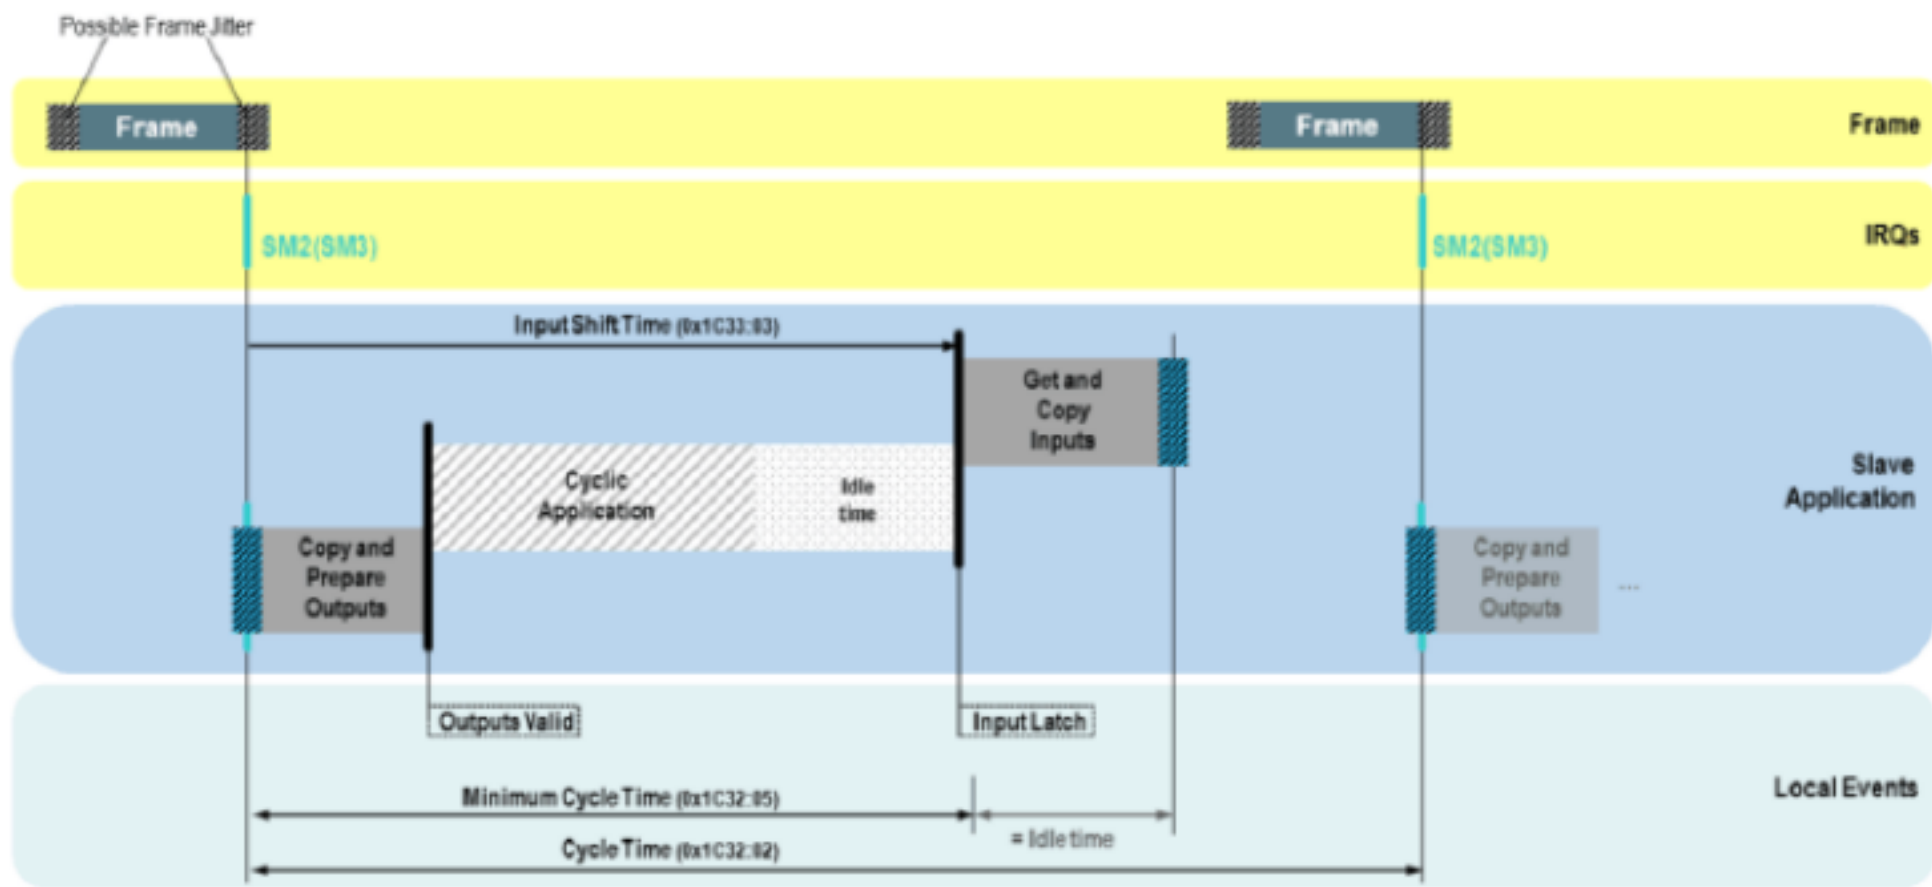 Possible Frame Jitter
Frame
Frame
Frame
SM2(SM3)
SM2(SM3)
IRQs
Input Shift Time (0x1C33:03)
Get and
Copy
Inputs
Cyclic
Application
Idle
time
Slave
Application
Copy and
Prepare
Outputs
Copy and
Prepare
Outputs
...
Outputs Valid
Input Latch
Minimum Cycle Time (0x1C32:05)
= Idle time
Local Events
Cycle Time (0x1C32:02)